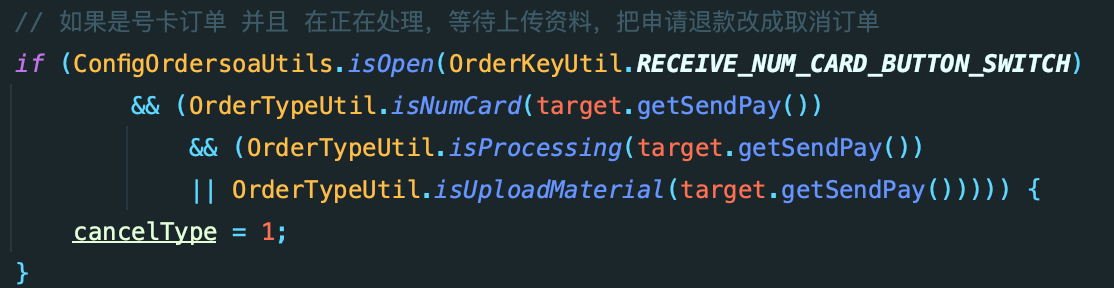 // 如果是号卡订单 并且 在正在处理，等待上传资料，把申请退款改成取消订单
if (ConfigOrdersoaUtils.isOpen(OrderKeyUtil.RECEIVE_NUM_CARD_BUTTON_SWITCH)
&& (OrderTypeUtil.isNumCard(target.getSendPay())
&& (OrderTypeUtil.isProcessing(target.getSendPay())
|| OrderTypeUtil.isUploadMaterial(target.getSendPay())))) {
cancelType = 1;
}